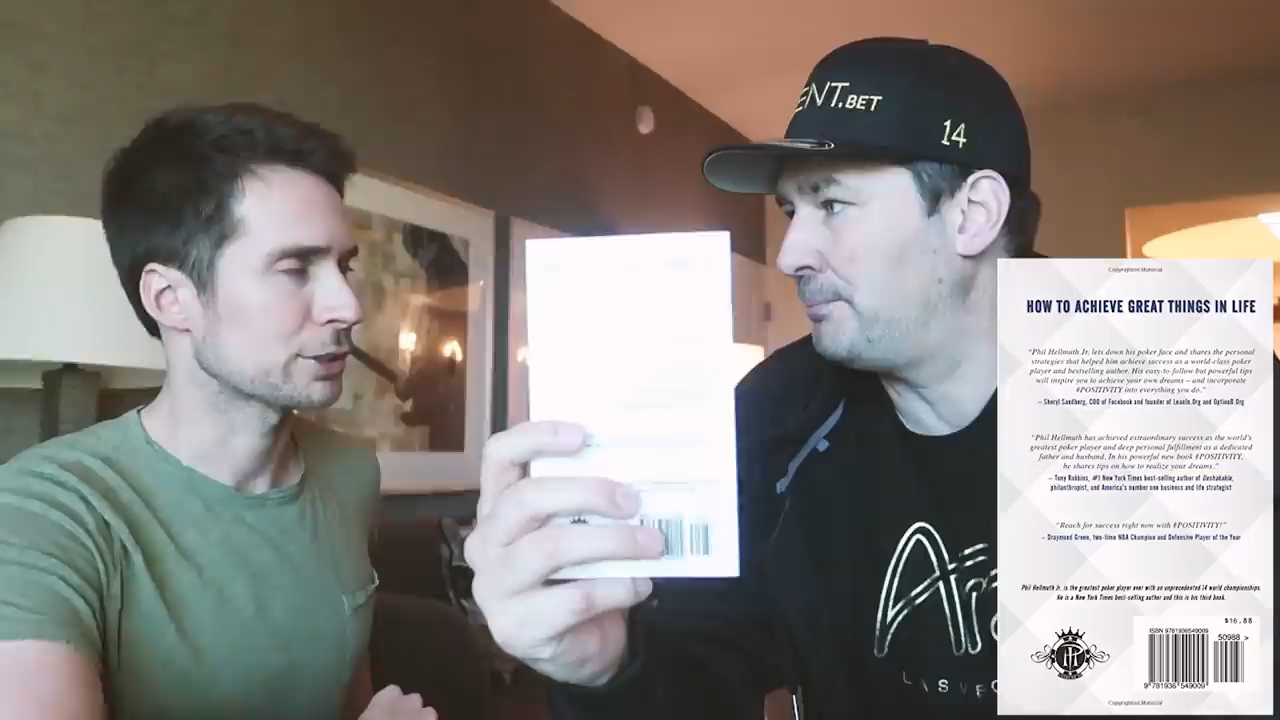 ENT.BET
14
Copyrighted Material
HOW TO ACHIEVE GREAT THINGS IN LIFE
"Phil Hellmuth Jr. lets down his poker face and shares the personal
strategies that helped him achieve success as a world-class poker
player and bestselling author. His easy-to-follow but powerful tips
will inspire you to achieve your own dreams – and incorporate
#POSITIVITY into everything you do."
– Sheryl Sandberg, COO of Facebook and founder of LeanIn.Org and OptionB.Org
"Phil Hellmuth has achieved extraordinary success as the world's
greatest poker player and deep personal fulfillment as a dedicated
father and husband. In his powerful new book #POSITIVITY,
he shares tips on how to realize your dreams."
– Tony Robbins, #1 New York Times best-selling author of Unshakable,
philanthropist, and America's number one business and life strategist
"Reach for success right now with #POSITIVITY!"
– Draymond Green, two-time NBA Champion and Defensive Player of the Year
Phil Hellmuth Jr. is the greatest poker player ever with an unprecedented 14 world championships.
He is a New York Times best-selling author and this is his third book.
$16.88
ISBN 9781936549009
50988 >
9 781936 549009
Copyrighted Material
LAS VE